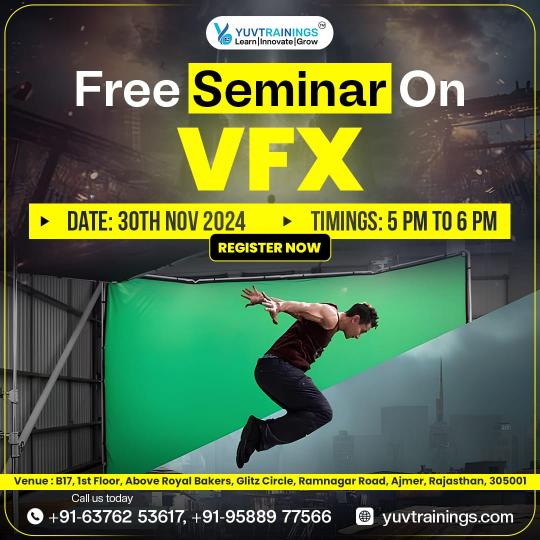 YUVTRAININGS™
Learn|Innovate|Grow
Free Seminar On
VFX
DATE: 30TH NOV 2024 TIMINGS: 5 PM TO 6 PM
REGISTER NOW
Venue : B17, 1st Floor, Above Royal Bakers, Glitz Circle, Ramnagar Road, Ajmer, Rajasthan, 305001
Call us today
+91-63762 53617, +91-95889 77566 yuvtrainings.com